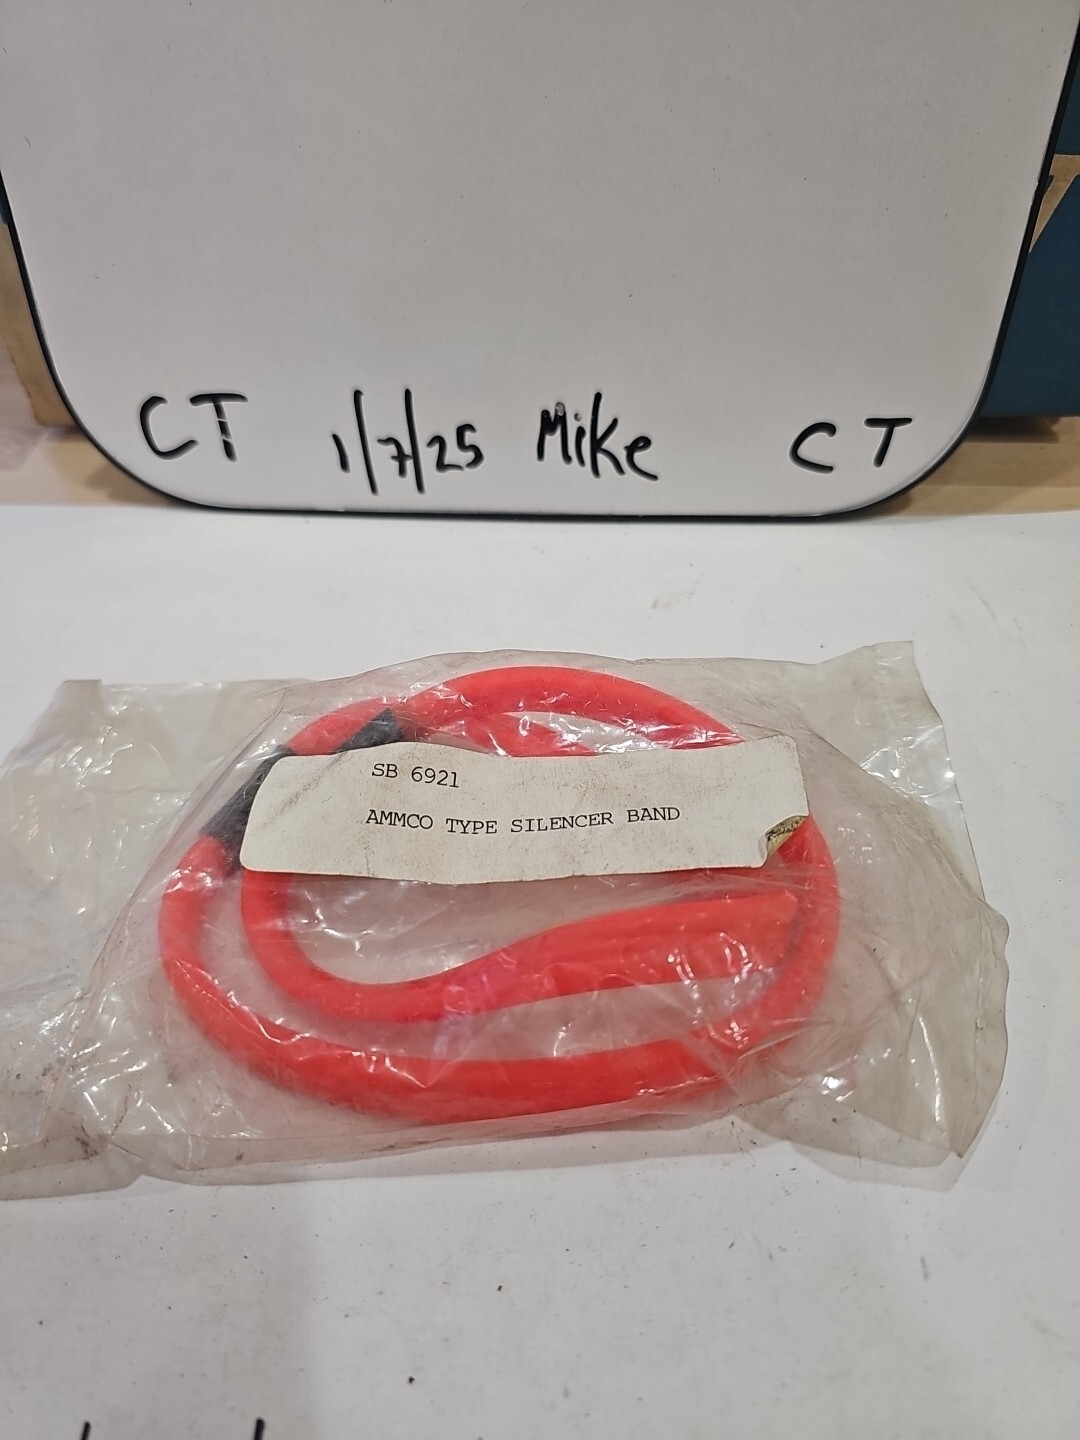 CT 1/7/25 Mike CT
SB 6921
AMMCO TYPE SILENCER BAND